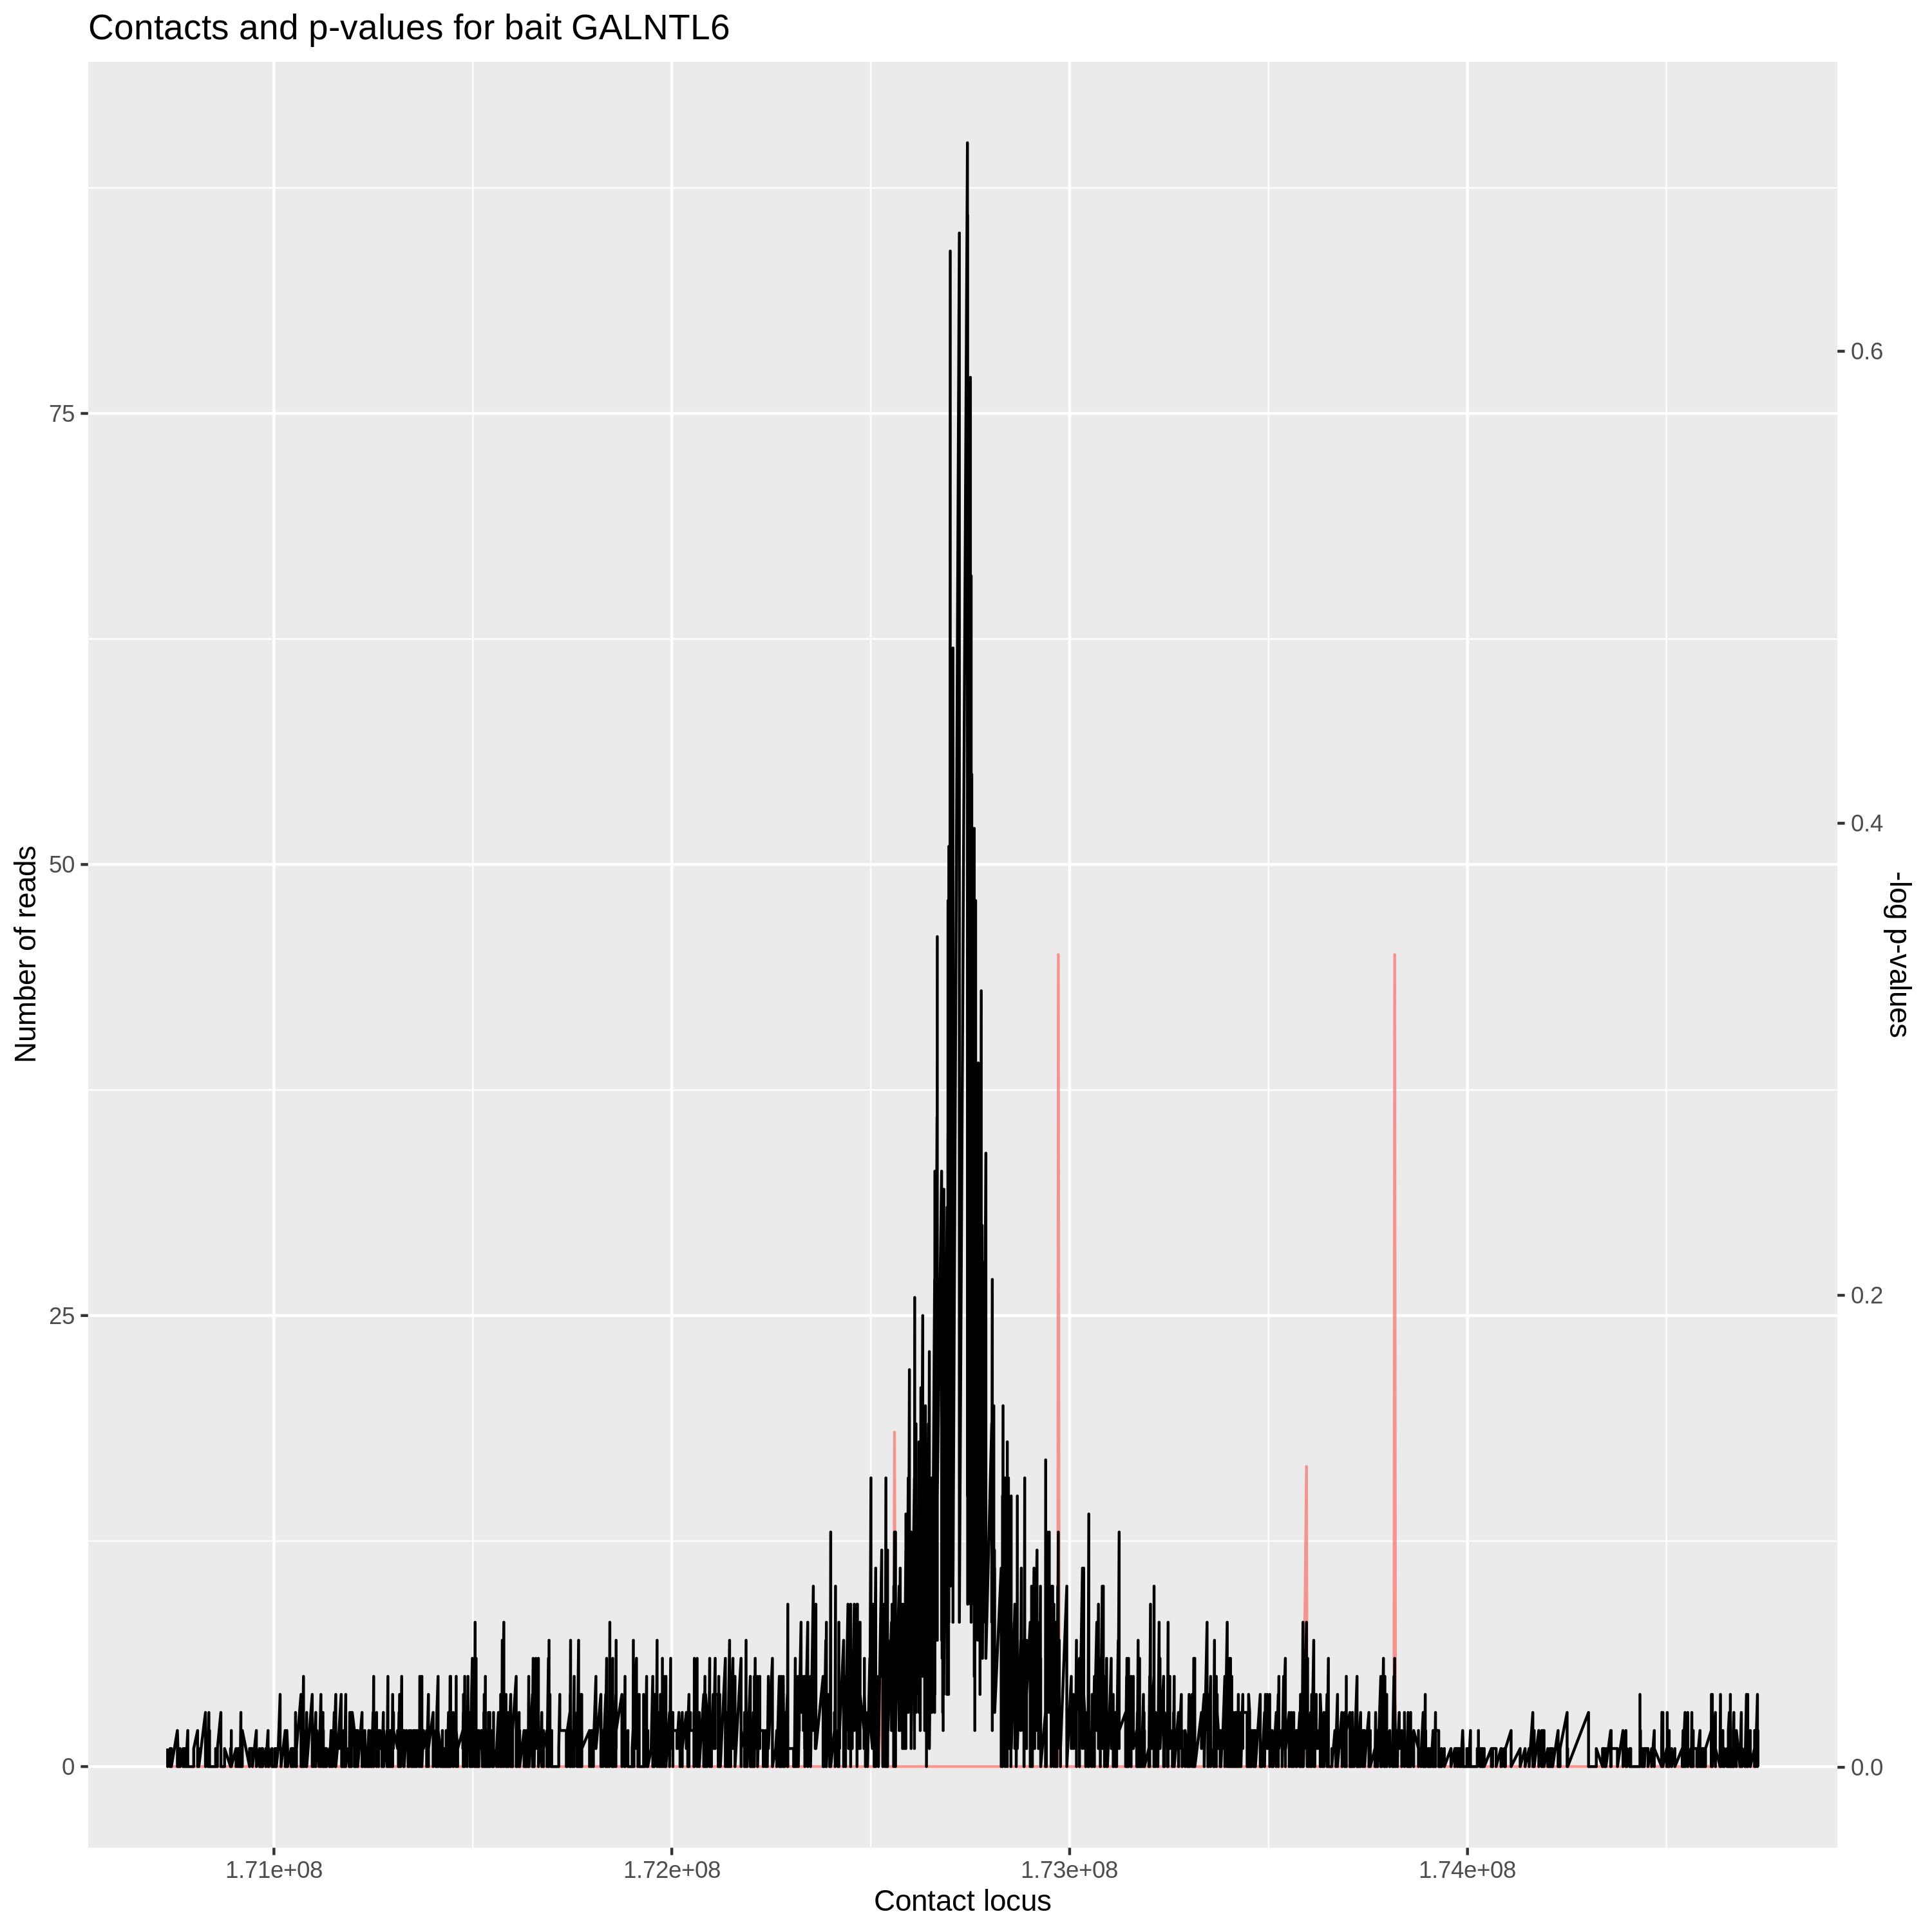 Contacts and p-values for bait GALNTL6
Number of reads
75
50
25
0
0.6
0.4
0.2
0.0
-log p-values
1.71e+08
1.72e+08
1.73e+08
1.74e+08
Contact locus